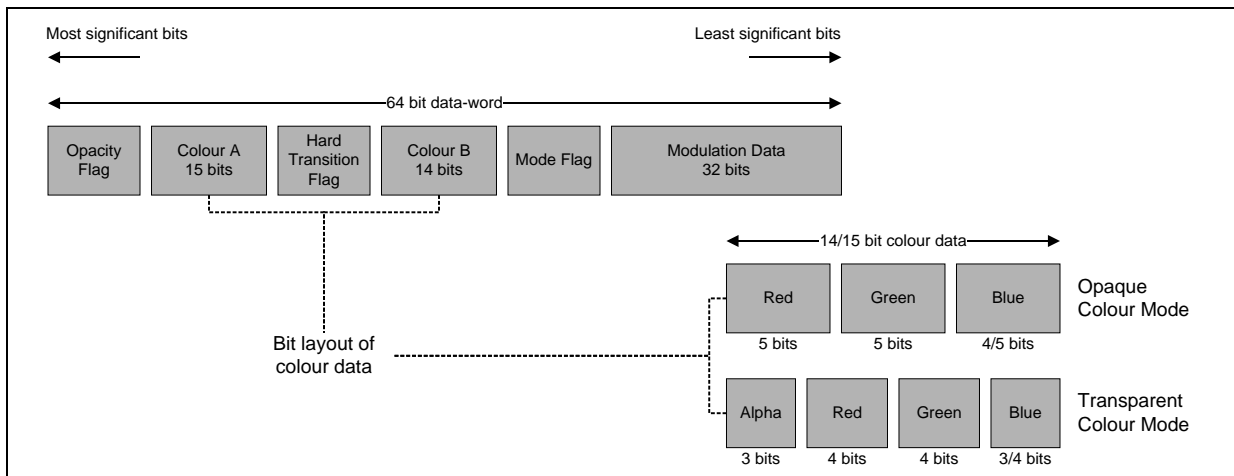 Most significant bits
Least significant bits
64 bit data-word
Opacity
Flag
Colour A
15 bits
Hard
Transition
Flag
Colour B
14 bits
Mode Flag
Modulation Data
32 bits
14/15 bit colour data
Red
Green
Blue
Opaque
Colour Mode
5 bits
5 bits
4/5 bits
Bit layout of
colour data
Alpha
Red
Green
Blue
Transparent
Colour Mode
3 bits
4 bits
4 bits
3/4 bits